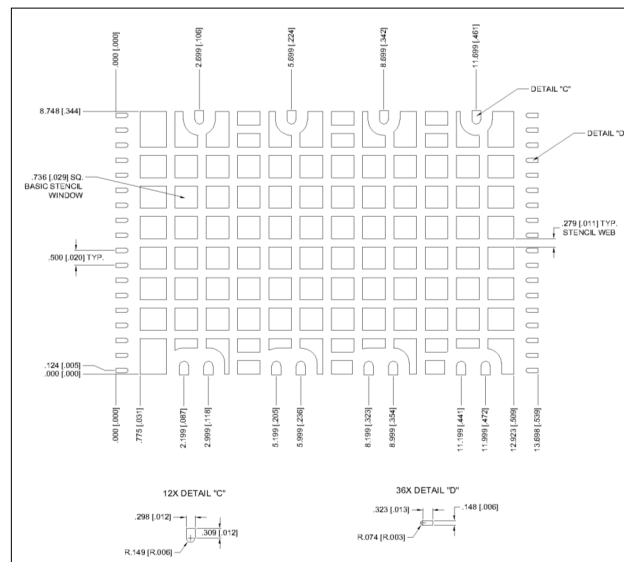 .000 [.000]
2.699 [.106]
5.699 [.224]
8.699 [.342]
11.699 [.461]
DETAIL "C"
8.748 [.344]
DETAIL "D"
.736 [.029] SQ.
BASIC STENCIL
WINDOW
.279 [.011] TYP.
STENCIL WEB
.500 [.020] TYP.
.124 [.005]
.000 [.000]
.000 [.000]
.775 [.031]
2.199 [.087]
2.999 [.118]
5.199 [.205]
5.999 [.236]
8.199 [.323]
8.999 [.354]
11.199 [.441]
11.999 [.472]
12.923 [.509]
13.698 [.539]
12X DETAIL "C"
36X DETAIL "D"
.298 [.012]
.309 [.012]
R.149 [R.006]
.323 [.013]
.148 [.006]
R.074 [R.003]